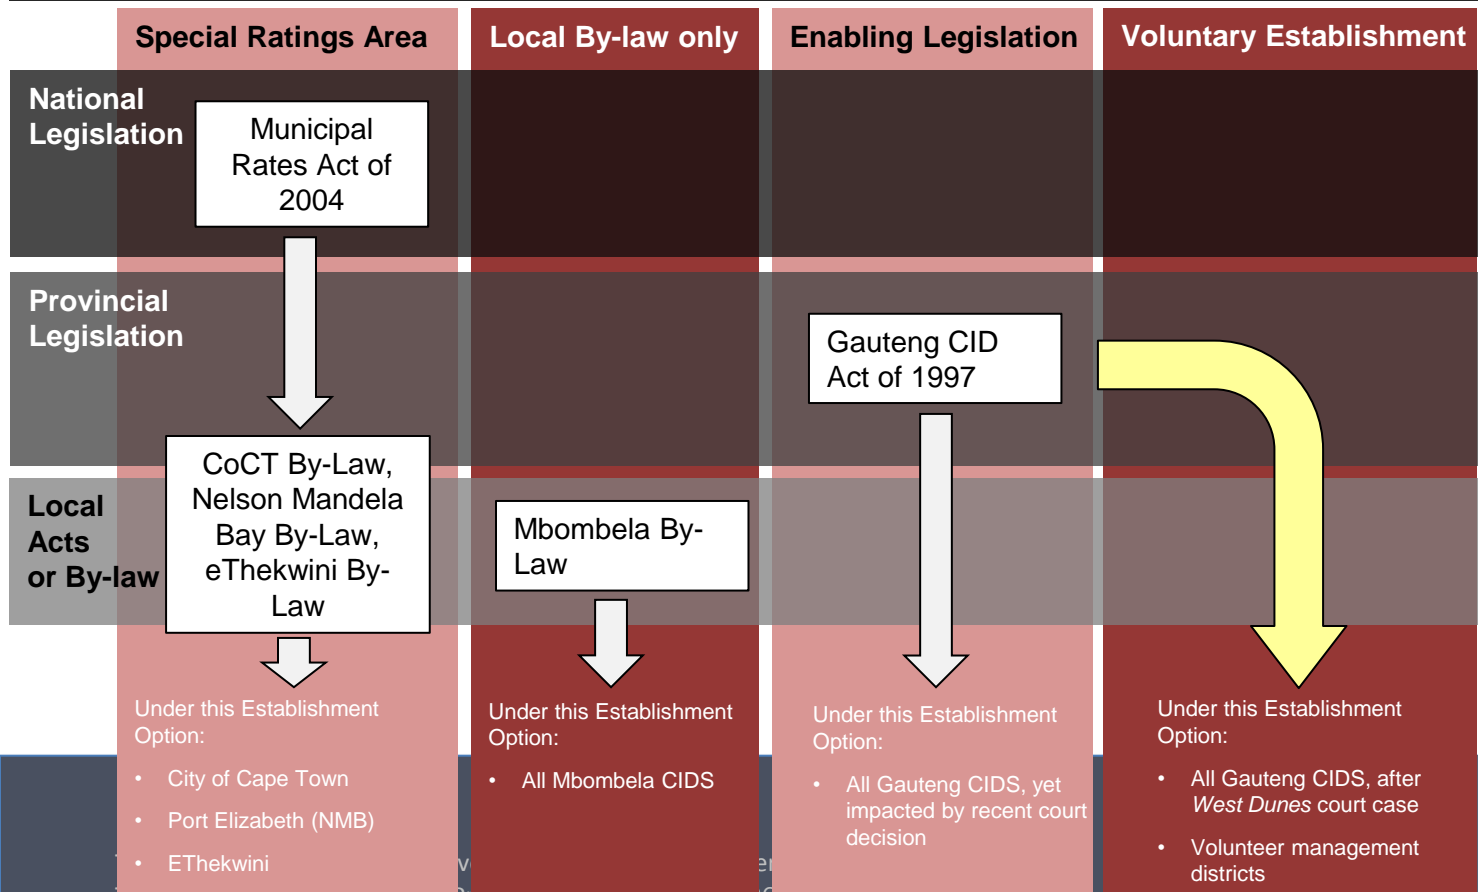 Special Ratings Area
Local By-law only
Enabling Legislation
Voluntary Establishment
National
Legislation
Municipal
Rates Act of
2004
Provincial
Legislation
Gauteng CID
Act of 1997
Local
Acts
or By-law
CoCT By-Law,
Nelson Mandela
Bay By-Law,
eThekwini By-
Law
Mbombela By-
Law
Under this Establishment
Option:
• City of Cape Town
• Port Elizabeth (NMB)
• EThekwini
Under this Establishment
Option:
• All Mbombela CIDS
Under this Establishment
Option:
• All Gauteng CIDS, yet
impacted by recent court
decision
Under this Establishment
Option:
• All Gauteng CIDS, after
West Dunes court case
• Volunteer management
districts